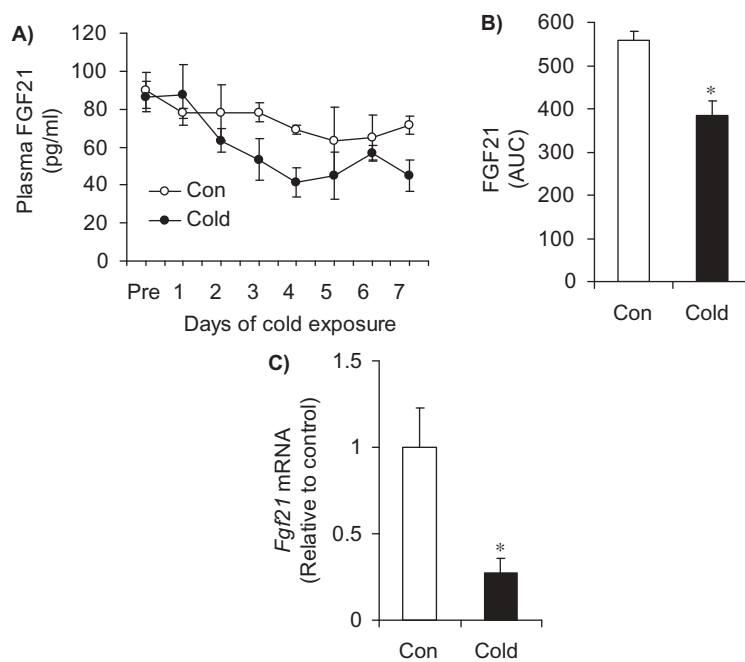 A)
120
100
80
60
40
20
0
Plasma FGF21
(pg/ml)
Con
Cold
Pre 1 2 3 4 5 6 7
Days of cold exposure
B)
600
500
400
300
200
100
0
FGF21
(AUC)
*
Con Cold
C)
1.5
1
0.5
0
Fgf21 mRNA
(Relative to control)
*
Con Cold